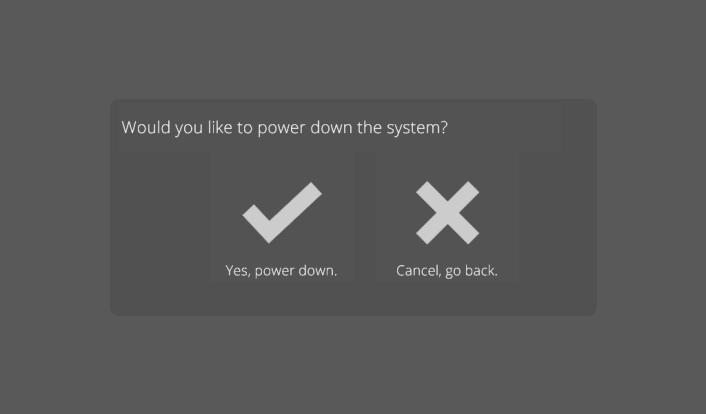 Would you like to power down the system?
Yes, power down.
Cancel, go back.